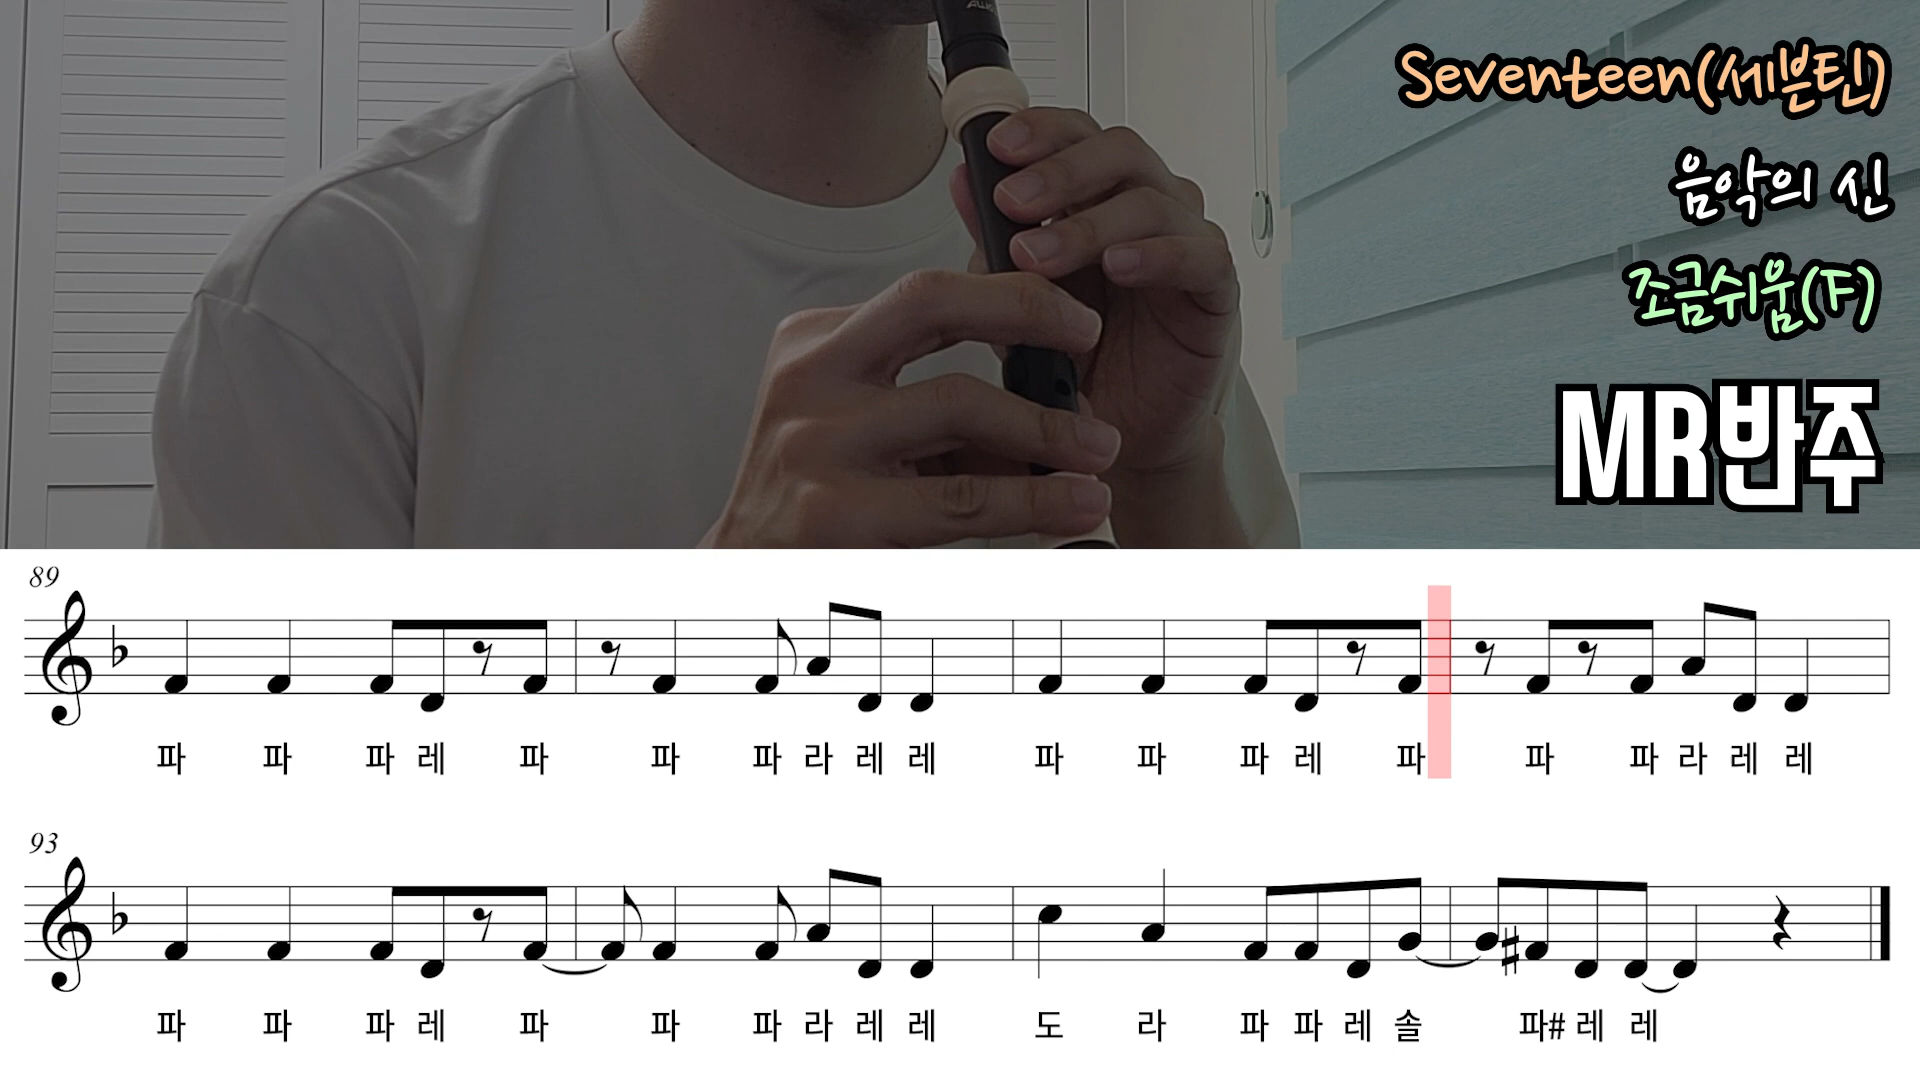 Seventeen(세븐틴)
음악의 신
조금쉬움(F)
MR반주
89
파 파 파 레 파 파 파 라 레 레 파 파 파 레 파 파 파 라 레 레
93
파 파 파 레 파 파 파 라 레 레 도 라 파 파 레 솔 파# 레 레